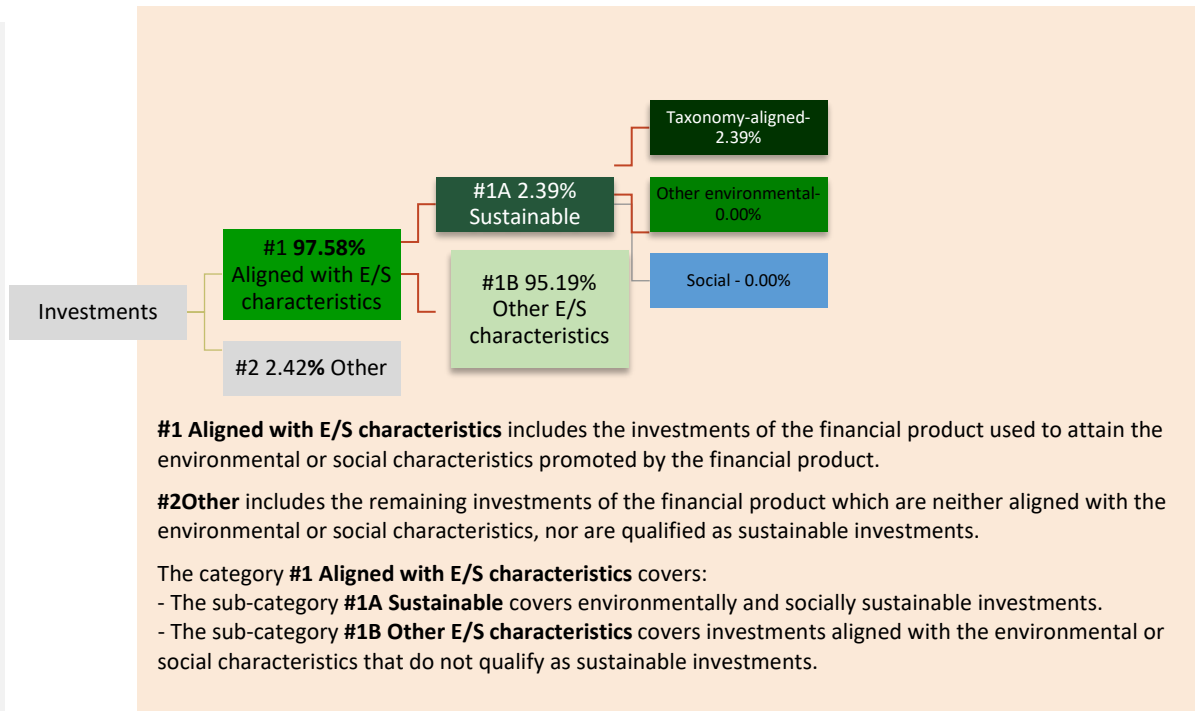 Taxonomy-aligned-
2.39%
#1A 2.39%
Sustainable
Other environmental-
0.00%
#1 97.58%
Aligned with E/S
characteristics
#1B 95.19%
Other E/S
characteristics
Social - 0.00%
Investments
#2 2.42% Other
#1 Aligned with E/S characteristics includes the investments of the financial product used to attain the
environmental or social characteristics promoted by the financial product.
#2Other includes the remaining investments of the financial product which are neither aligned with the
environmental or social characteristics, nor are qualified as sustainable investments.
The category #1 Aligned with E/S characteristics covers:
- The sub-category #1A Sustainable covers environmentally and socially sustainable investments.
- The sub-category #1B Other E/S characteristics covers investments aligned with the environmental or
social characteristics that do not qualify as sustainable investments.